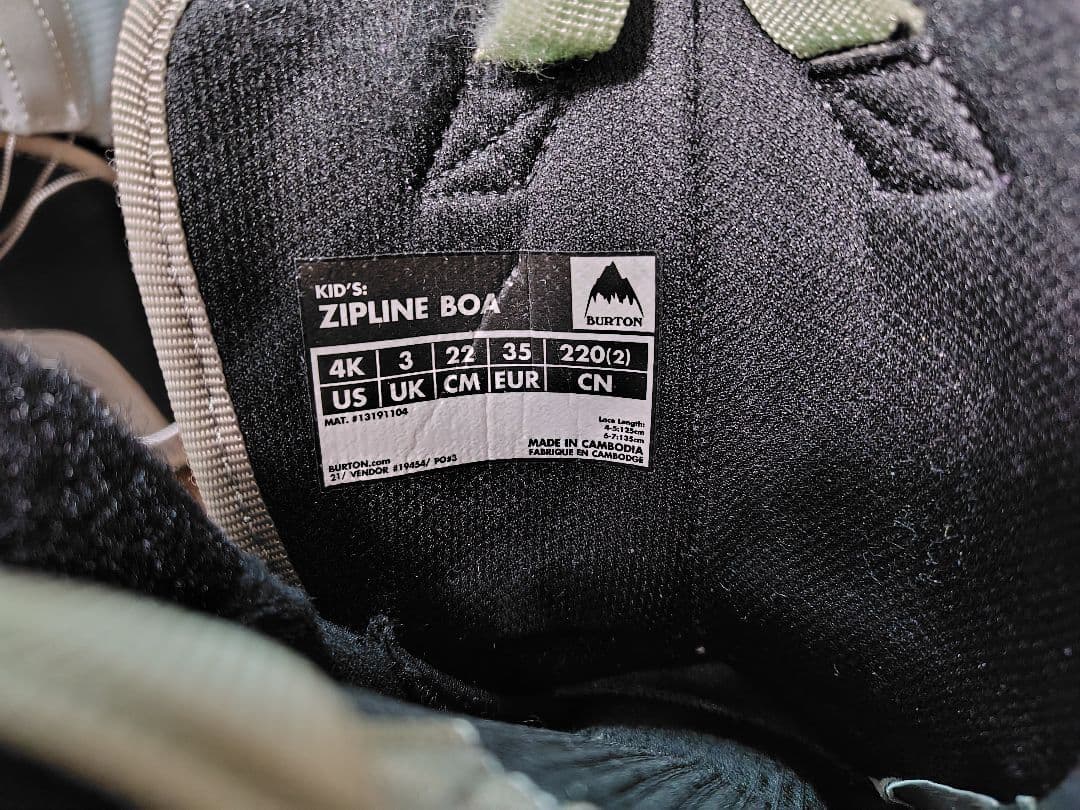 KID'S:
ZIPLINE BOA
BURTON
4K 3 22 35 220(2)
US UK CM EUR CN
MAT. #13191104
Lace Length:
4-5:125cm
6-7:135cm
MADE IN CAMBODIA
FABRIQUE EN CAMBODGE
BURTON.com
21/ VENDOR #19454/ PO#3